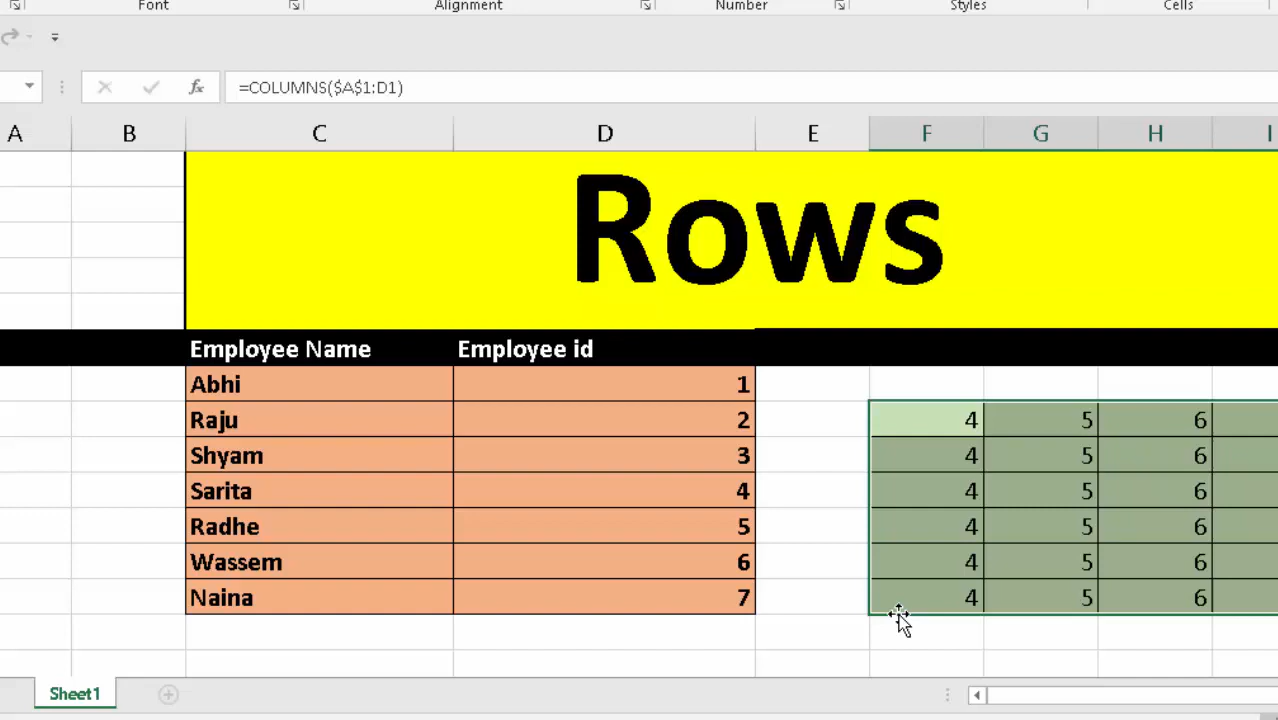 Font Alignment Number Styles Cells
fx =COLUMNS($A$1:D1)
A B C D E F G H I
Rows
Employee Name Employee id
Abhi 1
Raju 2 4 5 6
Shyam 3 4 5 6
Sarita 4 4 5 6
Radhe 5 4 5 6
Wassem 6 4 5 6
Naina 7 4 5 6
Sheet1